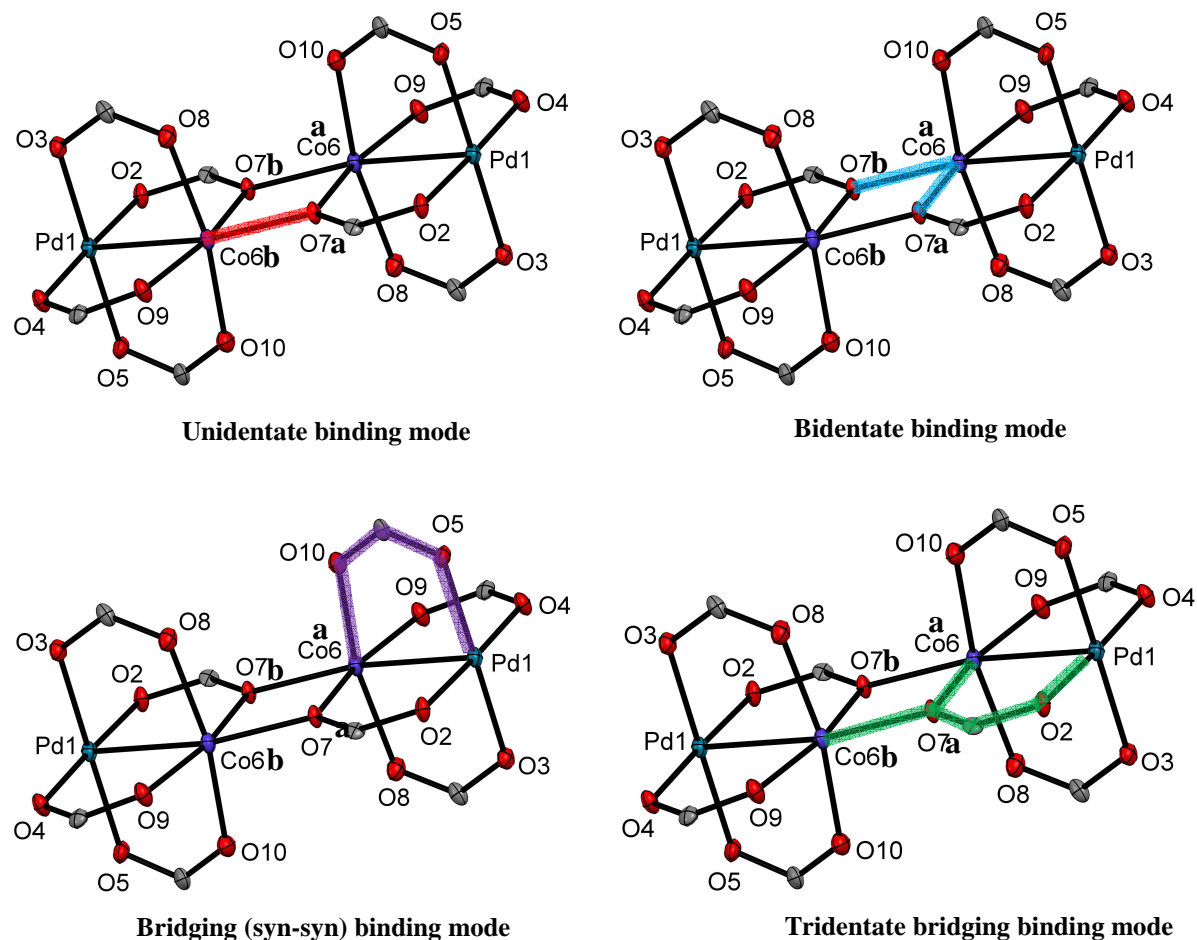 O5
O10
O9
O4
O8
a
O3
Co6
O7b
Pd1
O2
O2
O7a
Pd1
Co6b
O3
O8
O9
O4
O10
O5
Unidentate binding mode
O5
O10
O9
O4
O8
a
O3
Co6
O7b
Pd1
O2
O2
O7a
Pd1
Co6b
O3
O8
O9
O4
O10
O5
Bidentate binding mode
O5
O10
O9
O4
O8
a
O3
Co6
O7b
Pd1
O2
a
O2
O7
Pd1
Co6b
O3
O8
O9
O4
O10
O5
Bridging (syn-syn) binding mode
O5
O10
O9
O4
O8
a
O3
Co6
O7b
Pd1
O2
O2
O7a
Pd1
Co6b
O3
O8
O9
O4
O10
O5
Tridentate bridging binding mode